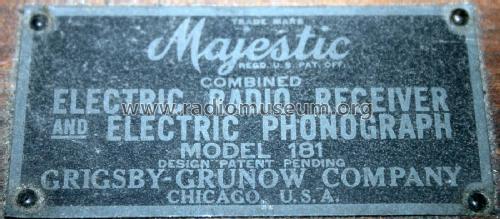 TRADE MARK
Majestic
REGD. U.S. PAT. OFF.
COMBINED
ELECTRIC RADIO RECEIVER
www.radiomuseum.org
AND ELECTRIC PHONOGRAPH
MODEL 181
DESIGN PATENT PENDING
GRIGSBY-GRUNOW COMPANY
CHICAGO, U.S.A.